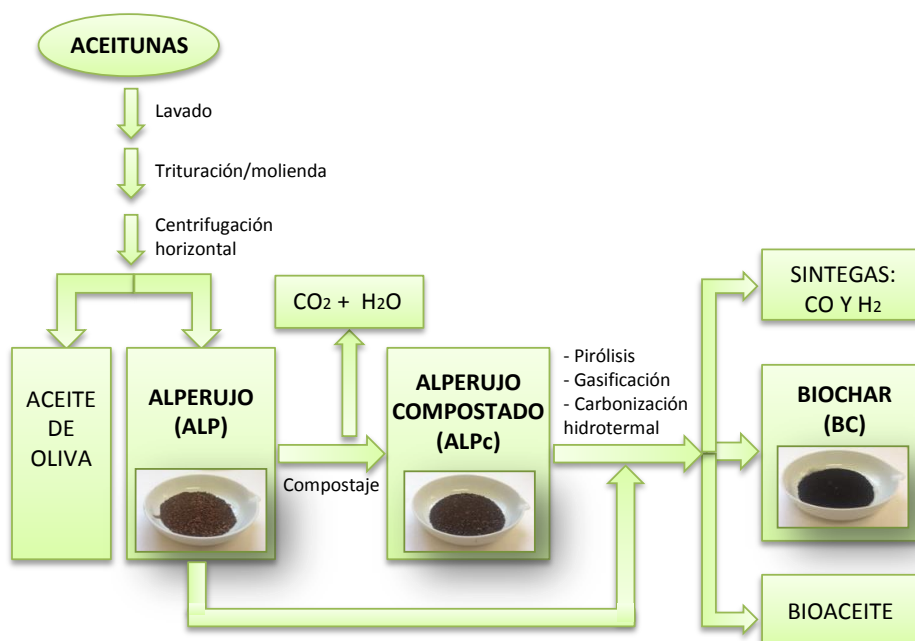 ACEITUNAS
Lavado
Trituración/molienda
Centrifugación
horizontal
ACEITE
DE
OLIVA
ALPERUJO
(ALP)
CO2 + H2O
Compostaje
ALPERUJO
COMPOSTADO
(ALPc)
- Pirólisis
- Gasificación
- Carbonización
hidrotermal
SINTEGAS:
CO Y H2
BIOCHAR
(BC)
BIOACEITE